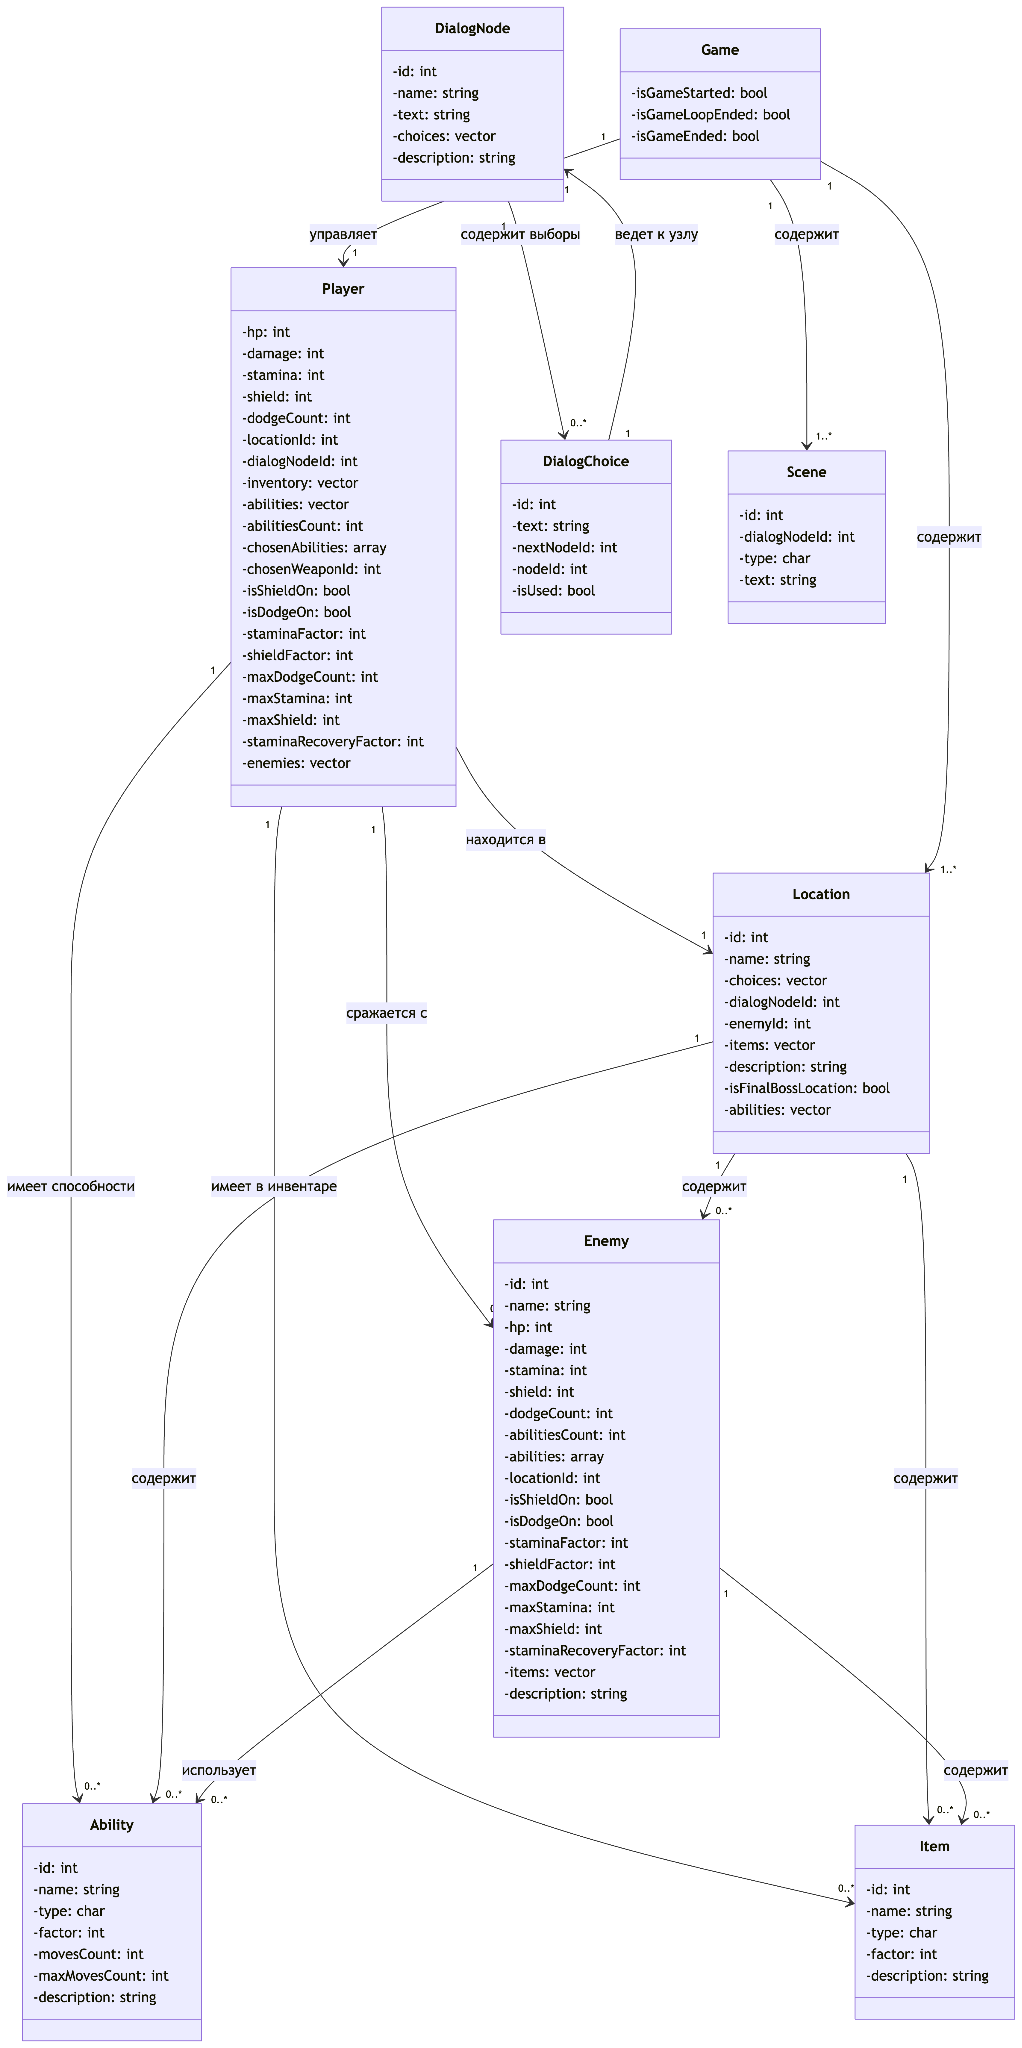 DialogNode
-id: int
-name: string
-text: string
-choices: vector
-description: string
Game
-isGameStarted: bool
-isGameLoopEnded: bool
-isGameEnded: bool
1
1
1
1
1
управляет
1
содержит выборы
ведет к узлу
содержит
Player
-hp: int
-damage: int
-stamina: int
-shield: int
-dodgeCount: int
-locationId: int
-dialogNodeId: int
-inventory: vector
-abilities: vector
-abilitiesCount: int
-chosenAbilities: array
-chosenWeaponId: int
-isShieldOn: bool
-isDodgeOn: bool
-staminaFactor: int
-shieldFactor: int
-maxDodgeCount: int
-maxStamina: int
-maxShield: int
-staminaRecoveryFactor: int
-enemies: vector
0..*
1
1..*
DialogChoice
-id: int
-text: string
-nextNodeId: int
-nodeId: int
-isUsed: bool
Scene
-id: int
-dialogNodeId: int
-type: char
-text: string
содержит
1
1
1
находится в
1..*
1
Location
-id: int
-name: string
-choices: vector
-dialogNodeId: int
-enemyId: int
-items: vector
-description: string
-isFinalBossLocation: bool
-abilities: vector
сражается с
1
1
1
имеет способности
имеет в инвентаре
содержит
0..*
Enemy
-id: int
-name: string
-hp: int
-damage: int
-stamina: int
-shield: int
-dodgeCount: int
-abilitiesCount: int
-abilities: array
-locationId: int
-isShieldOn: bool
-isDodgeOn: bool
-staminaFactor: int
-shieldFactor: int
-maxDodgeCount: int
-maxStamina: int
-maxShield: int
-staminaRecoveryFactor: int
-items: vector
-description: string
содержит
содержит
1
1
использует
содержит
0..*
0..*
0..*
0..*
0..*
Ability
-id: int
-name: string
-type: char
-factor: int
-movesCount: int
-maxMovesCount: int
-description: string
0..*
Item
-id: int
-name: string
-type: char
-factor: int
-description: string